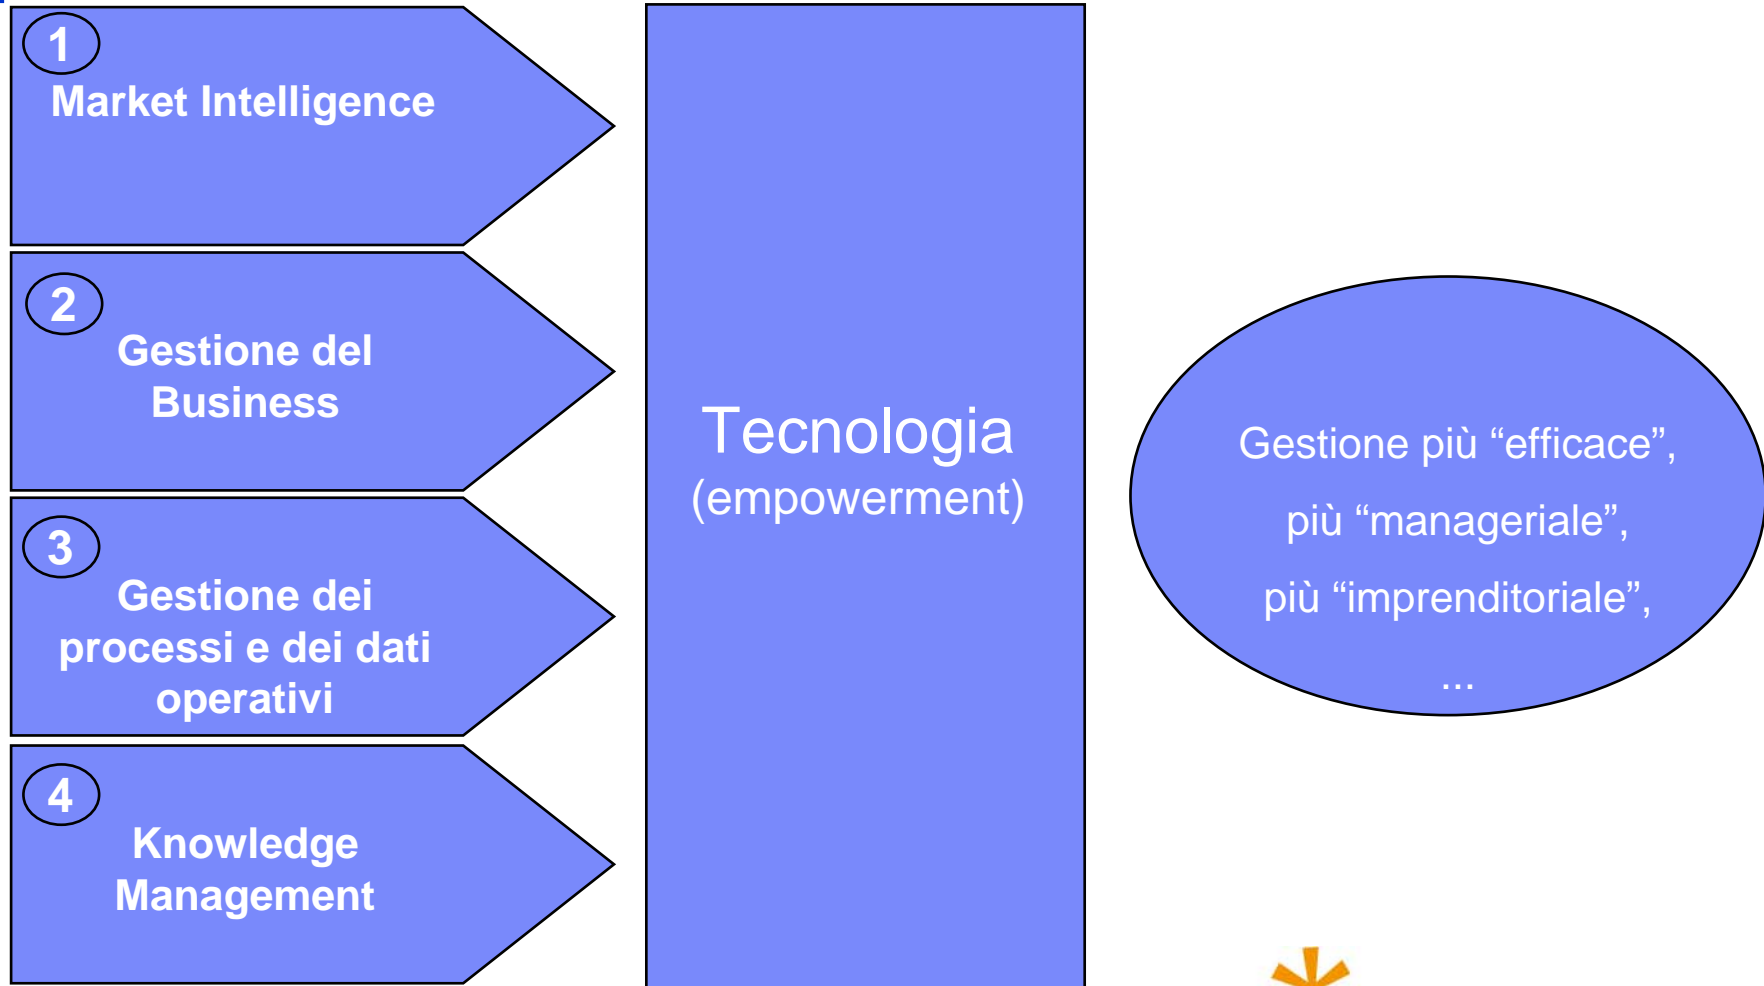 1
Market Intelligence
2
Gestione del
Business
3
Gestione dei
processi e dei dati
operativi
4
Knowledge
Management
Tecnologia
(empowerment)
Gestione più “efficace”,
più “manageriale”,
più “imprenditoriale”,
...